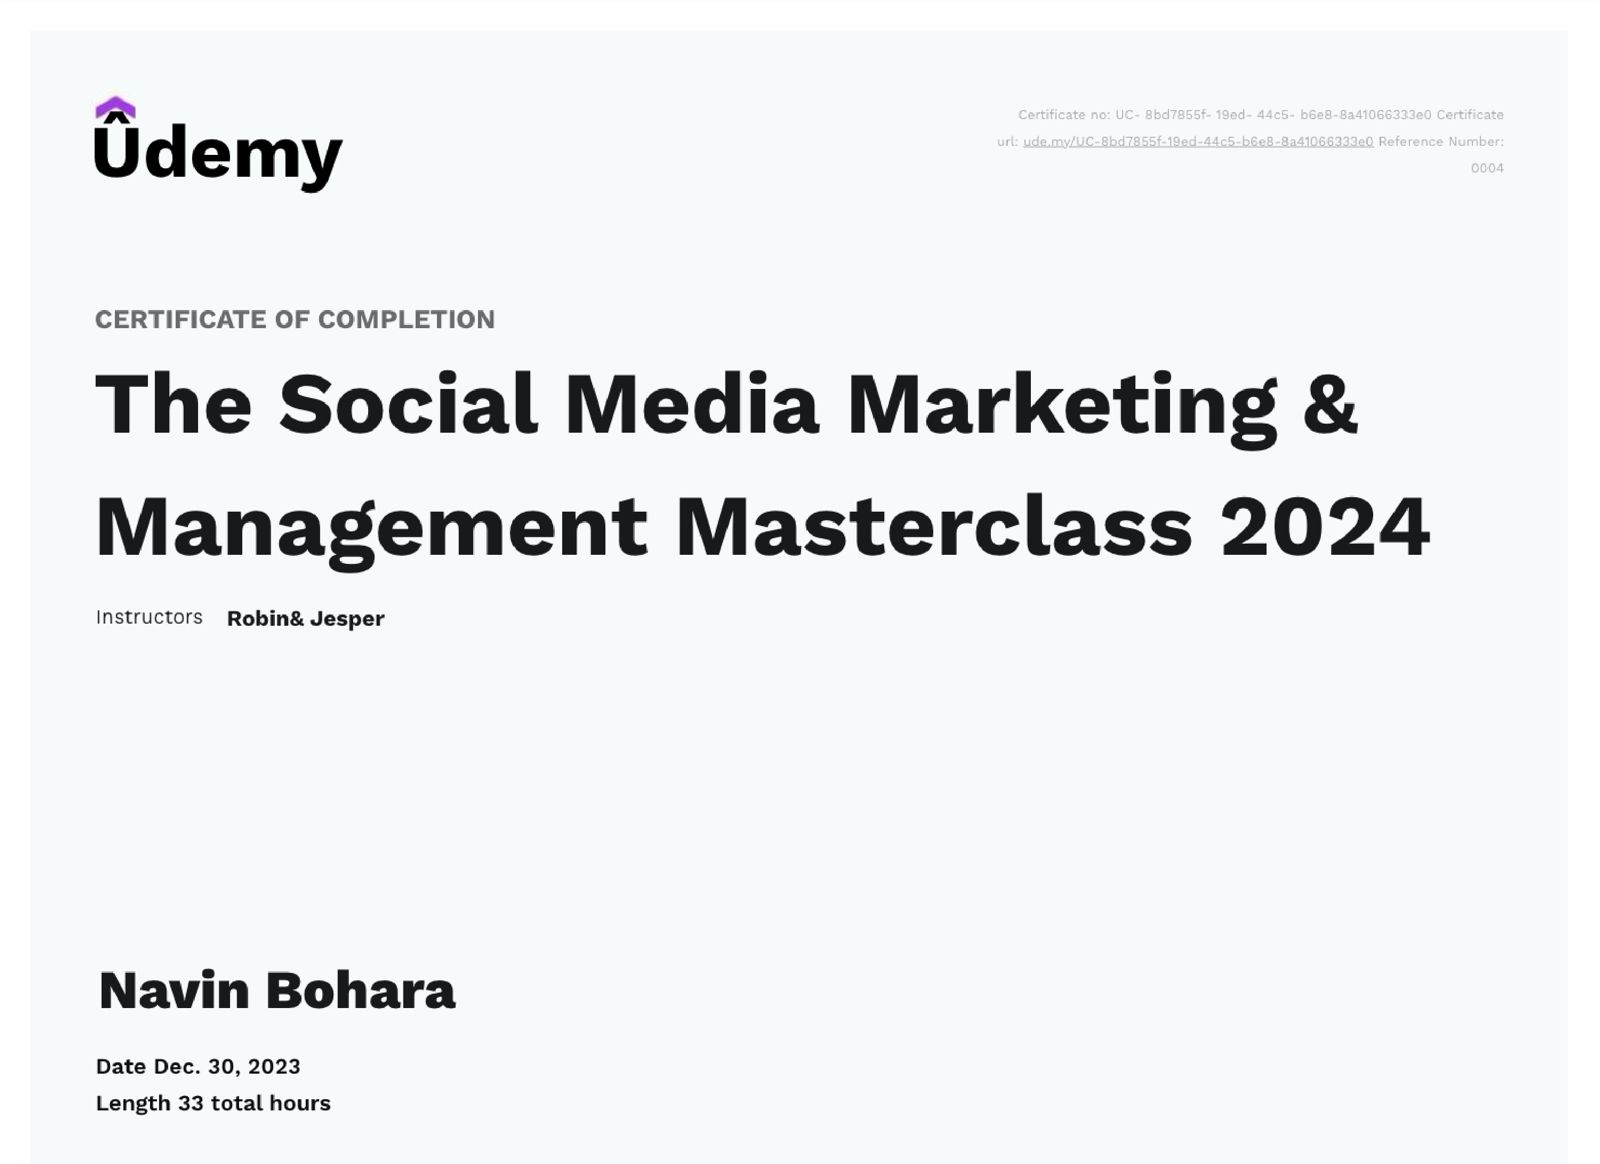 Udemy
Certificate no: UC- 8bd7855f- 19ed- 44c5- b6e8-8a41066333e0 Certificate
url: ude.my/UC-8bd7855f-19ed-44c5-b6e8-8a41066333e0 Reference Number:
0004
CERTIFICATE OF COMPLETION
The Social Media Marketing &
Management Masterclass 2024
Instructors Robin& Jesper
Navin Bohara
Date Dec. 30, 2023
Length 33 total hours